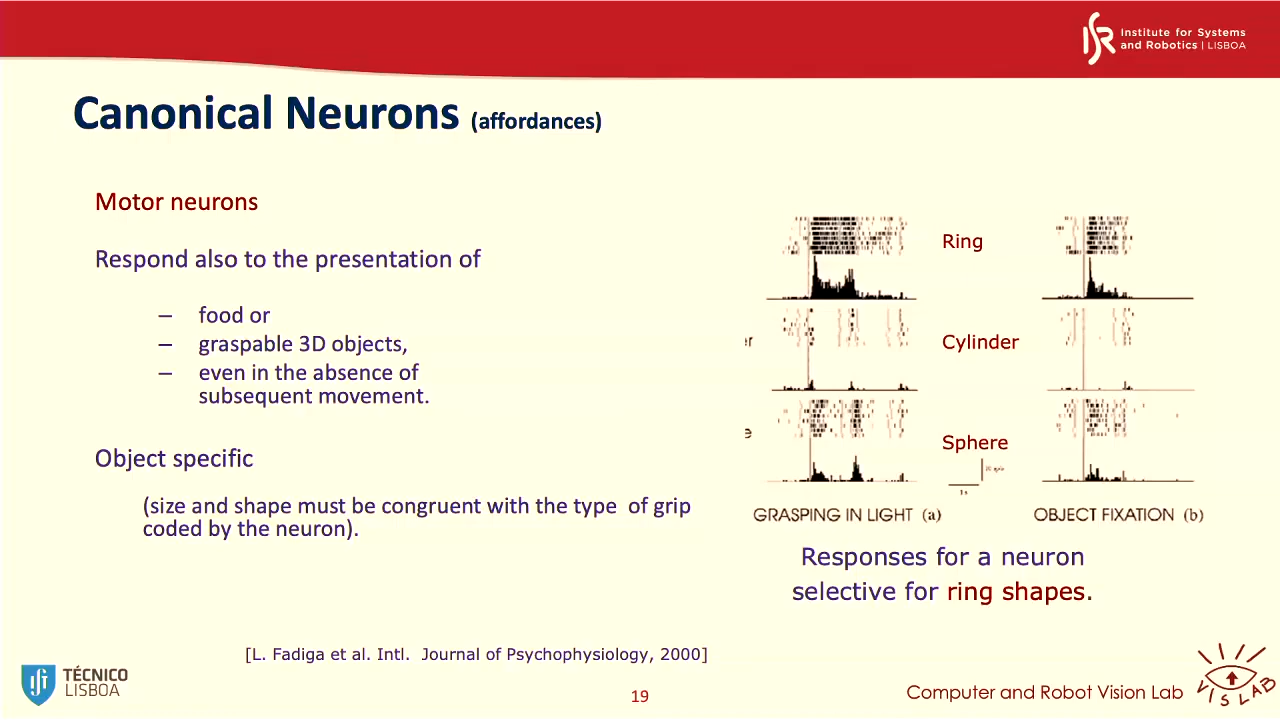 Institute for Systems
and Robotics | LISBOA
Canonical Neurons (affordances)
Motor neurons
Respond also to the presentation of
– food or
– graspable 3D objects,
– even in the absence of
subsequent movement.
Object specific
(size and shape must be congruent with the type of grip
coded by the neuron).
Ring
Cylinder
Sphere
1s
GRASPING IN LIGHT (a)
OBJECT FIXATION (b)
Responses for a neuron
selective for ring shapes.
[L. Fadiga et al. Intl. Journal of Psychophysiology, 2000]
TÉCNICO
LISBOA
19
Computer and Robot Vision Lab
VISLAB